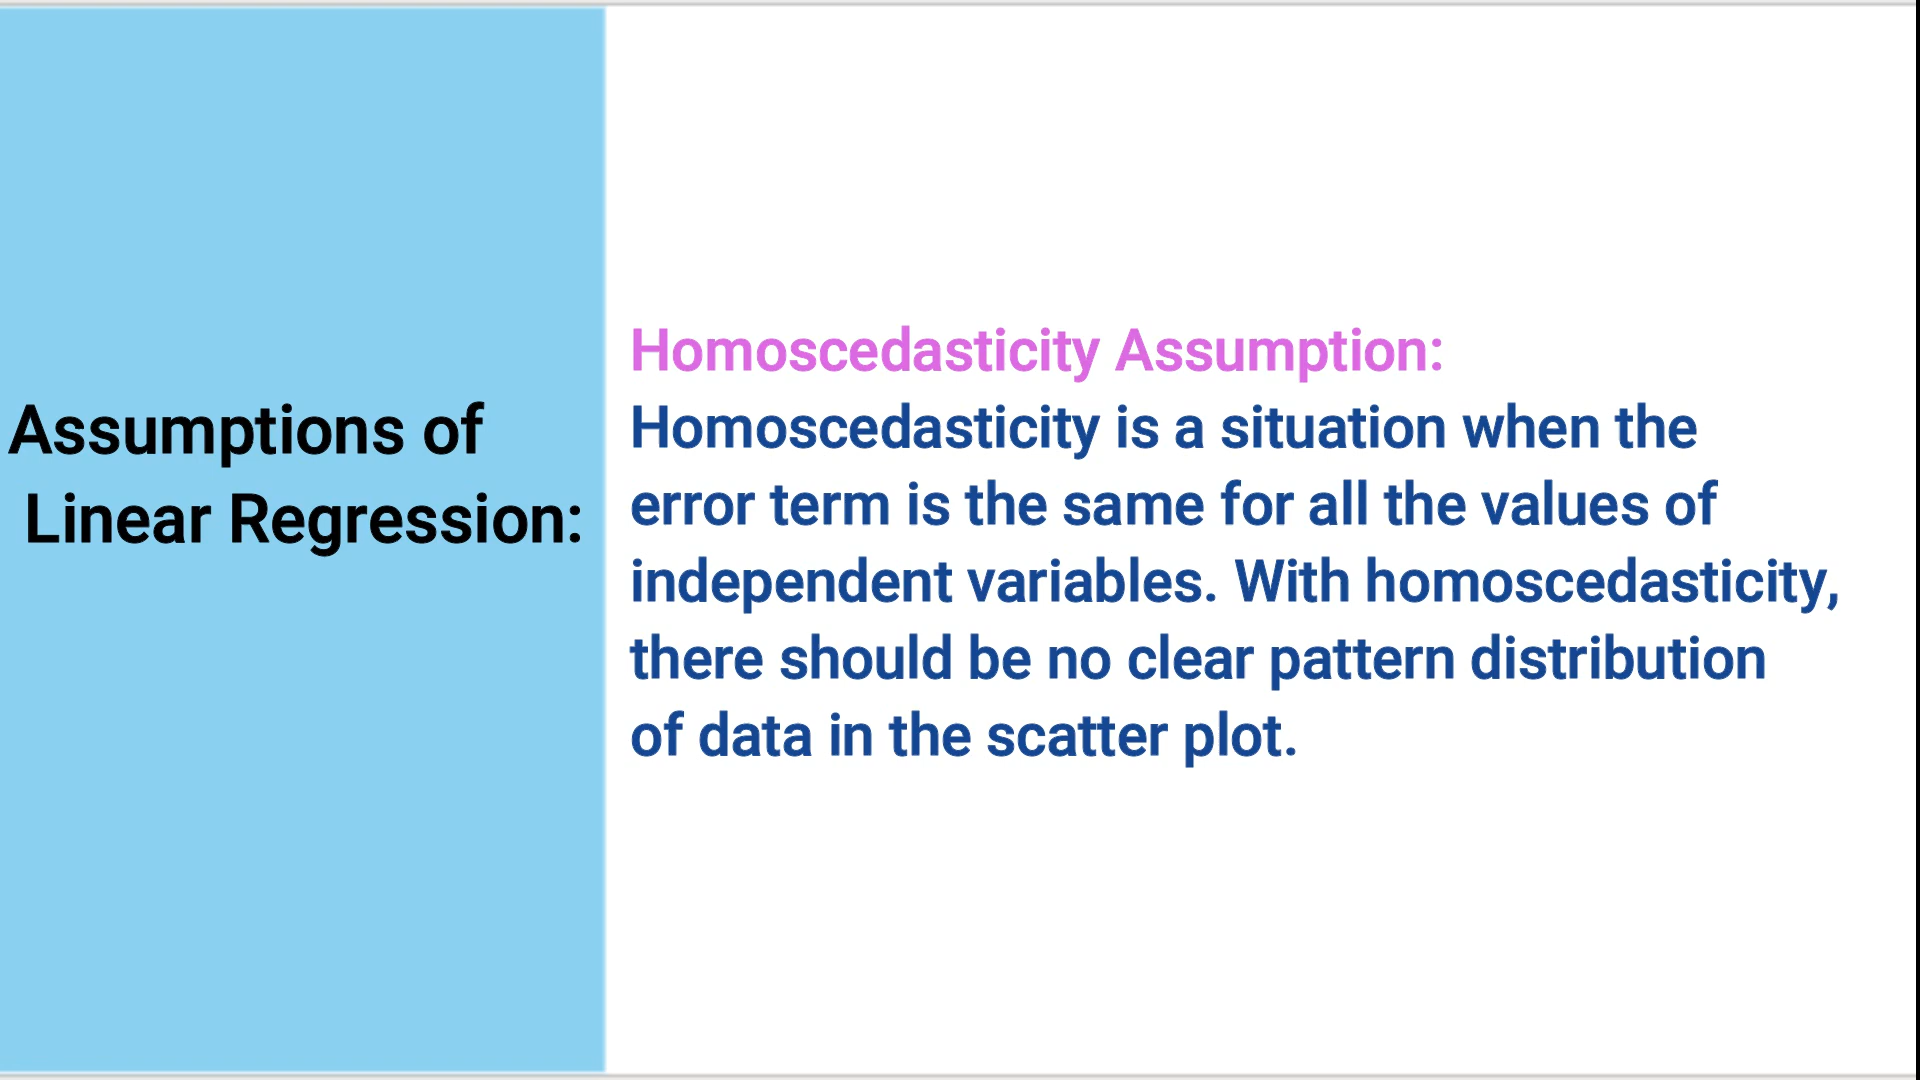 Assumptions of
Linear Regression:
Homoscedasticity Assumption:
Homoscedasticity is a situation when the
error term is the same for all the values of
independent variables. With homoscedasticity,
there should be no clear pattern distribution
of data in the scatter plot.